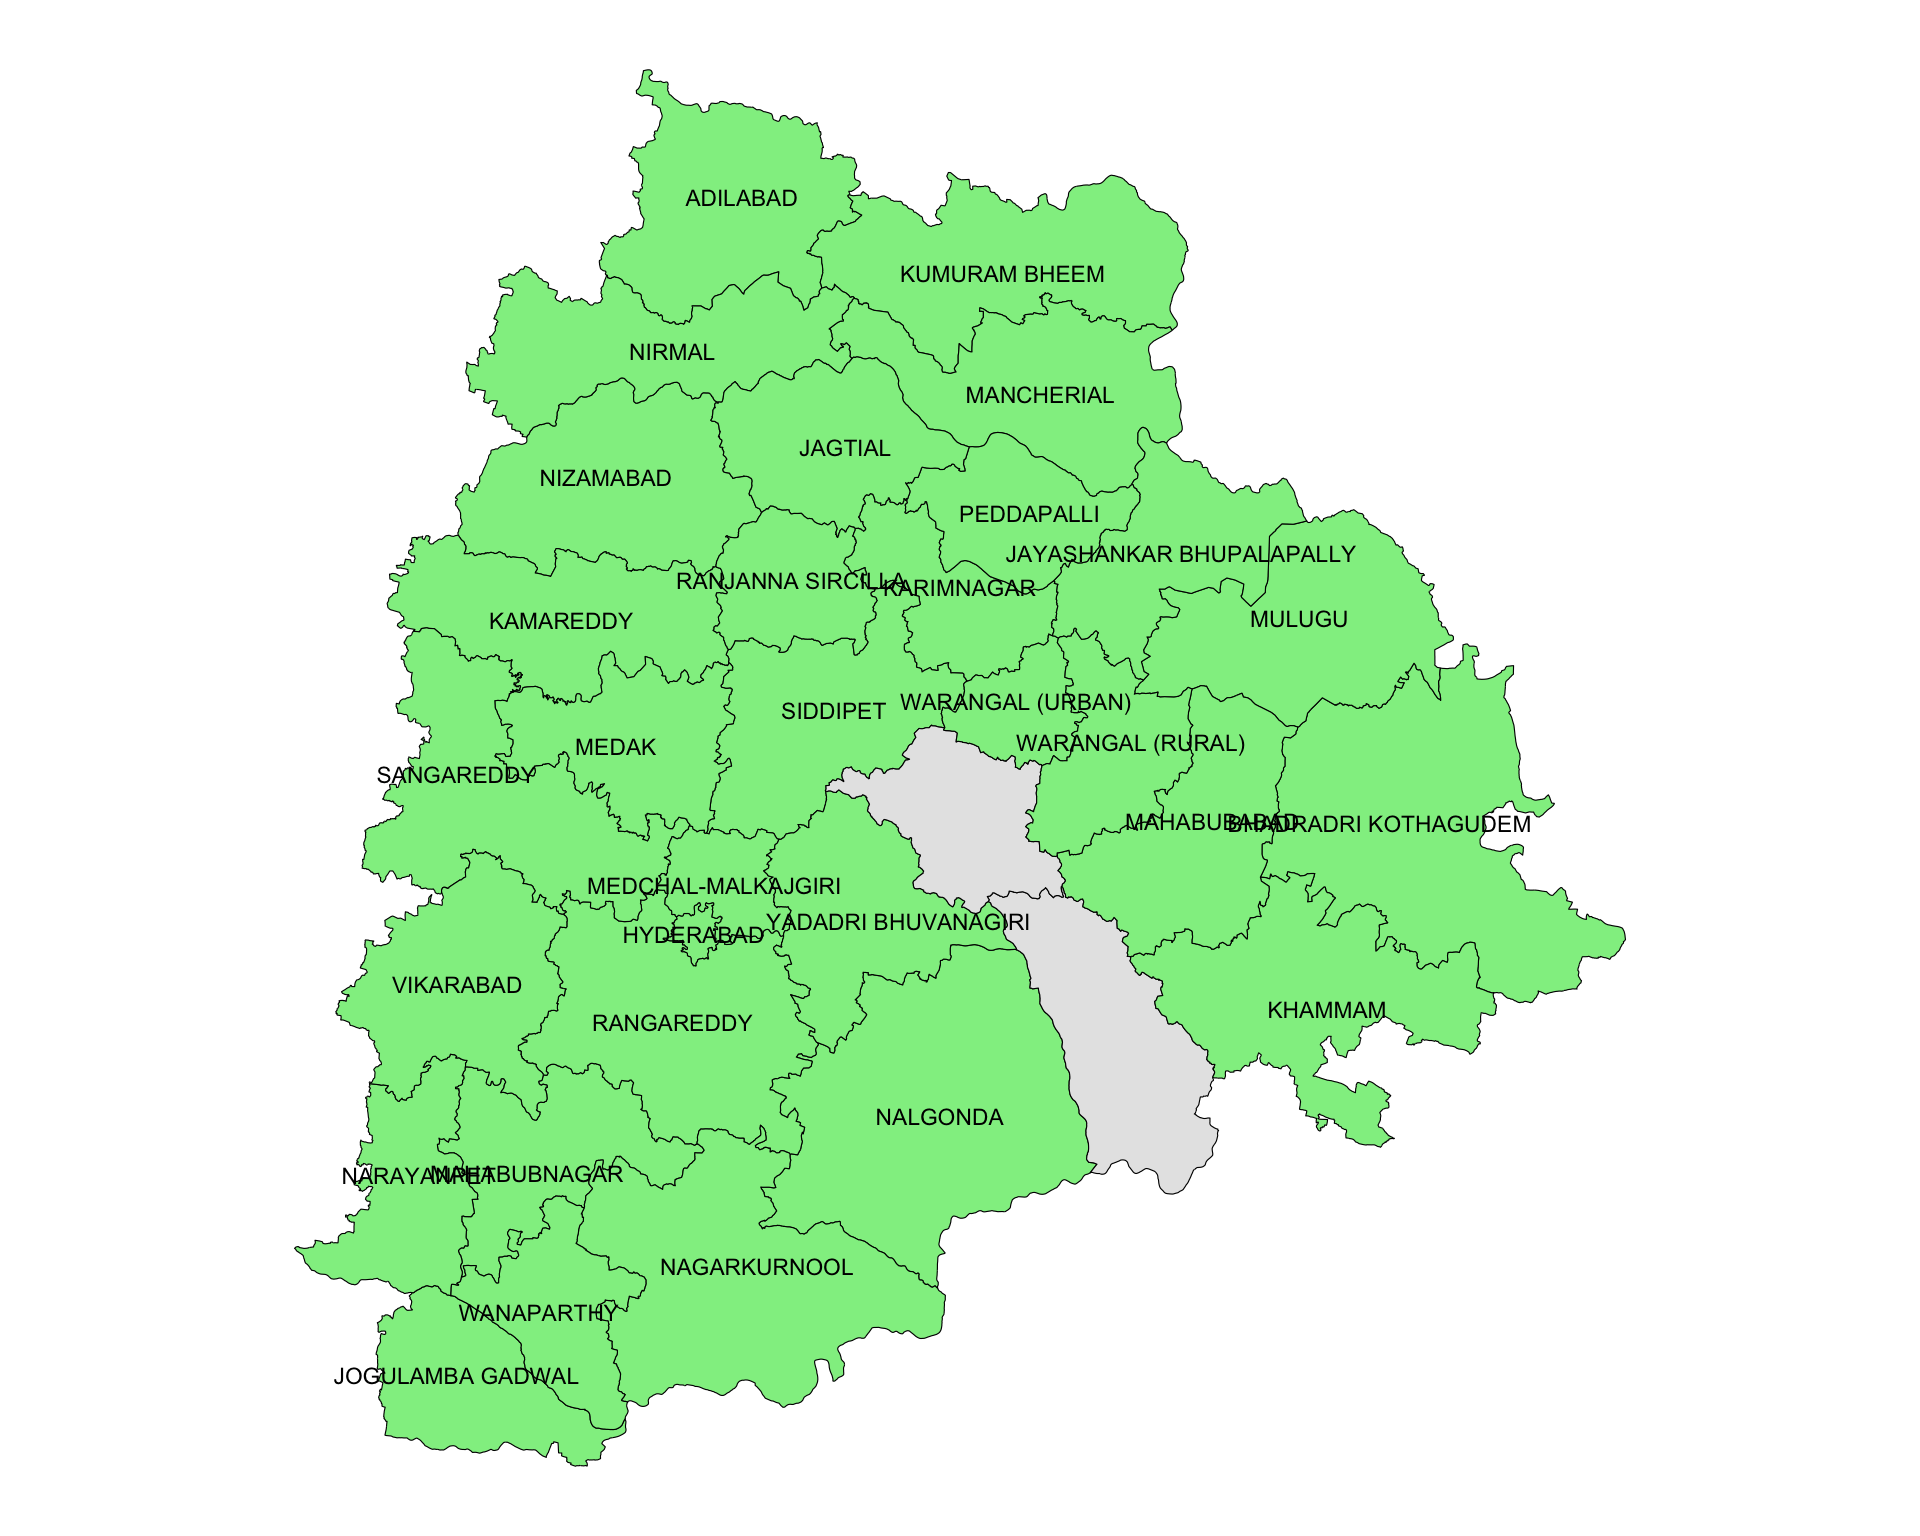 ADILABAD
KUMURAM BHEEM
NIRMAL
MANCHERIAL
JAGTIAL
NIZAMABAD
PEDDAPALLI
JAYASHANKAR BHUPALAPALLY
RANJANNA SIRCILLA
KARIMNAGAR
KAMAREDDY
MULUGU
WARANGAL (URBAN)
SIDDIPET
MEDAK
WARANGAL (RURAL)
SANGAREDDY
MAHABUBABAD
BHADRADRI KOTHAGUDEM
MEDCHAL-MALKAJGIRI
YADADRI BHUVANAGIRI
HYDERABAD
VIKARABAD
KHAMMAM
RANGAREDDY
NALGONDA
NARAYANPET
MAHABUBNAGAR
NAGARKURNOOL
WANAPARTHY
JOGULAMBA GADWAL